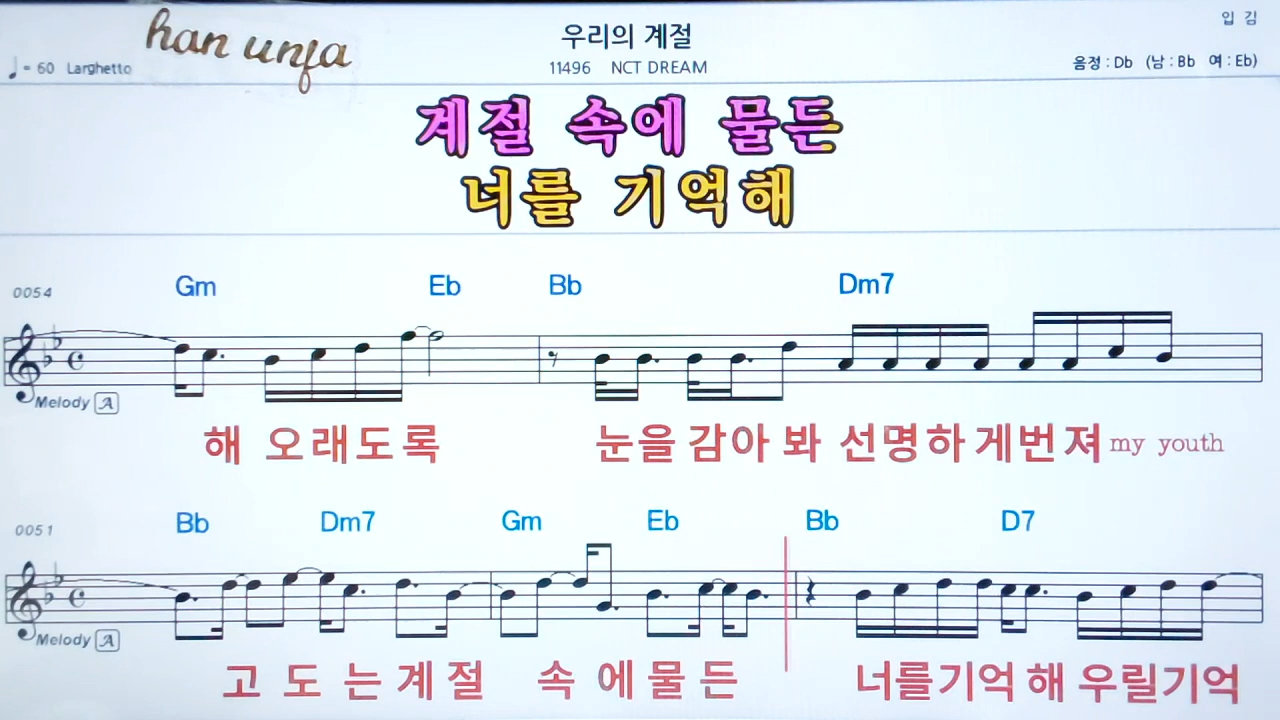 han unfa
입 김
우리의 계절
♩= 60 Larghetto
11496 NCT DREAM
음정 : Db (남 : Bb 여 : Eb)
계절 속에 물든
너를 기억해
0054 Gm Eb Bb Dm7
Melody A
해 오래도록 눈을 감아 봐 선명하게번져 my youth
0051 Bb Dm7 Gm Eb Bb D7
Melody A
고 도 는 계 절 속 에 물 든 너를기억 해 우릴기억